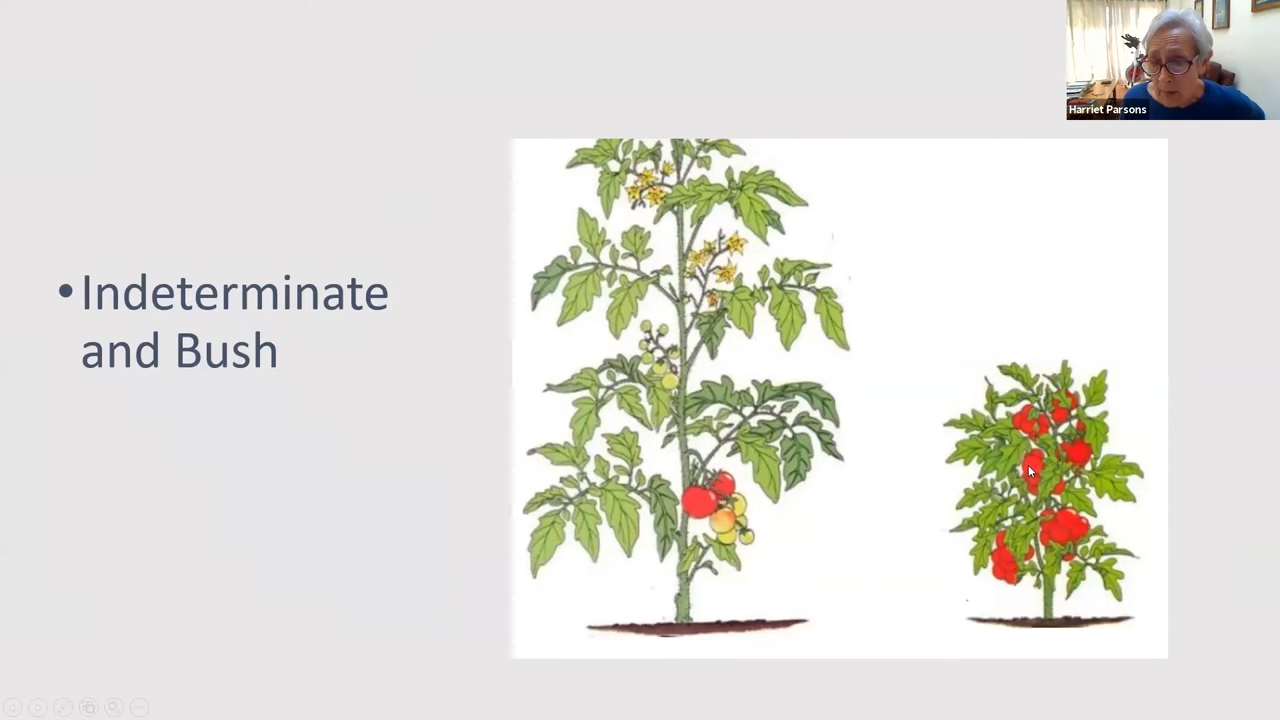 Harriet Parsons
• Indeterminate
and Bush